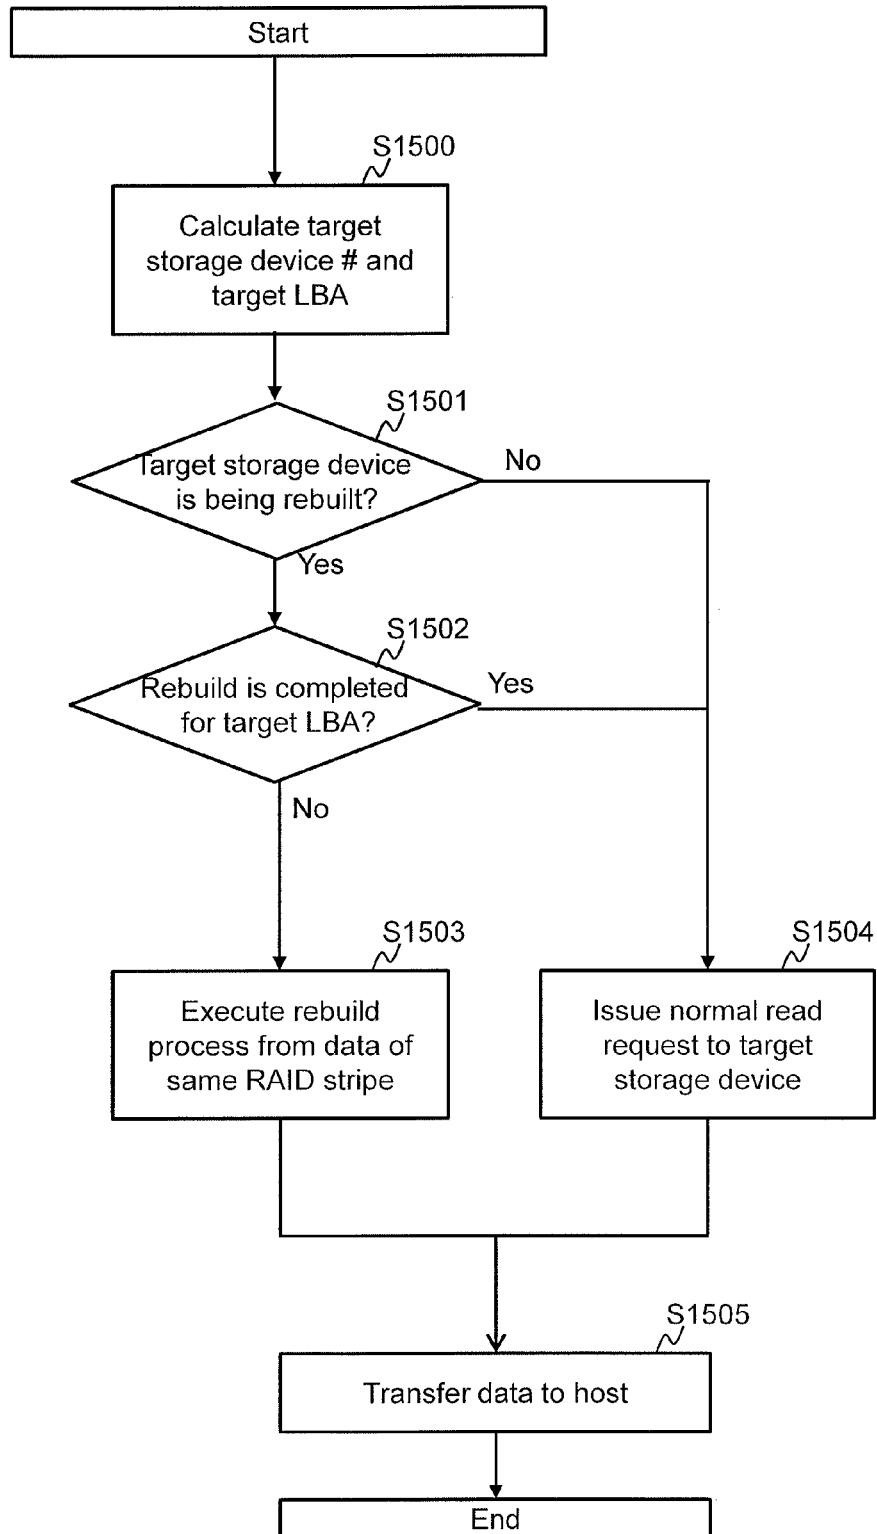 Start
S1500
Calculate target
storage device # and
target LBA
S1501
Target storage device
is being rebuilt?
No
Yes
S1502
Rebuild is completed
for target LBA?
Yes
No
S1503
Execute rebuild
process from data of
same RAID stripe
S1504
Issue normal read
request to target
storage device
S1505
Transfer data to host
End